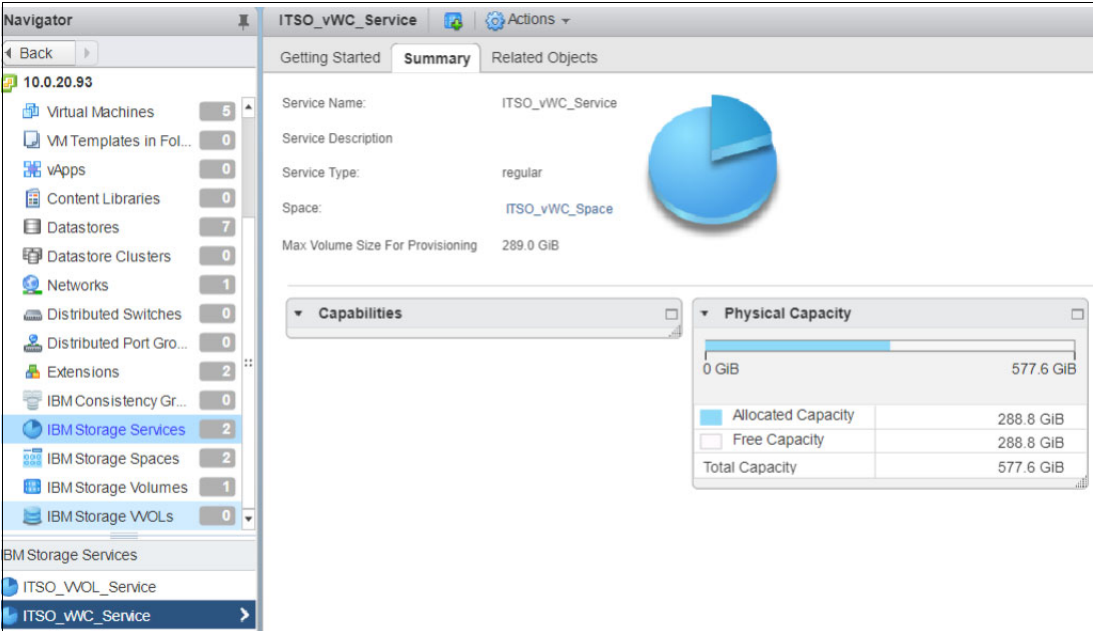 Navigator
Back
10.0.20.93
Virtual Machines 5
VM Templates in Fol... 0
vApps 0
Content Libraries 0
Datastores 7
Datastore Clusters 0
Networks 1
Distributed Switches 0
Distributed Port Gro... 0
Extensions 2
IBM Consistency Gr... 0
IBM Storage Services 2
IBM Storage Spaces 2
IBM Storage Volumes 1
IBM Storage VVOLs 0
IBM Storage Services
ITSO_VVOL_Service
ITSO_vWC_Service
ITSO_vWC_Service Actions
Getting Started Summary Related Objects
Service Name: ITSO_vWC_Service
Service Description
Service Type: regular
Space: ITSO_vWC_Space
Max Volume Size For Provisioning 289.0 GiB
Capabilities
Physical Capacity
0 GiB 577.6 GiB
Allocated Capacity 288.8 GiB
Free Capacity 288.8 GiB
Total Capacity 577.6 GiB